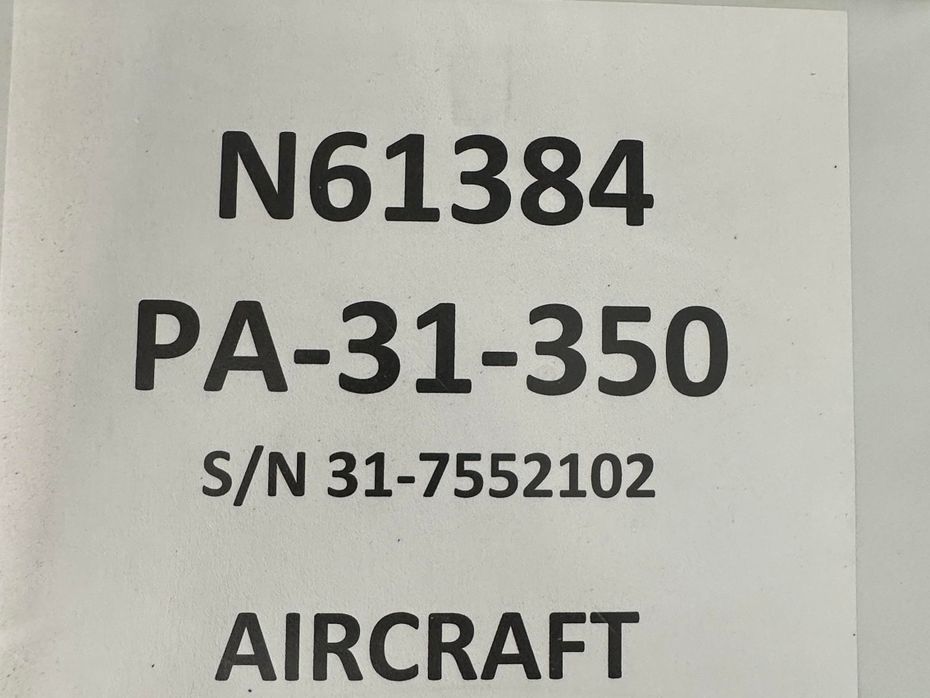 N61384
PA-31-350
S/N 31-7552102
AIRCRAFT